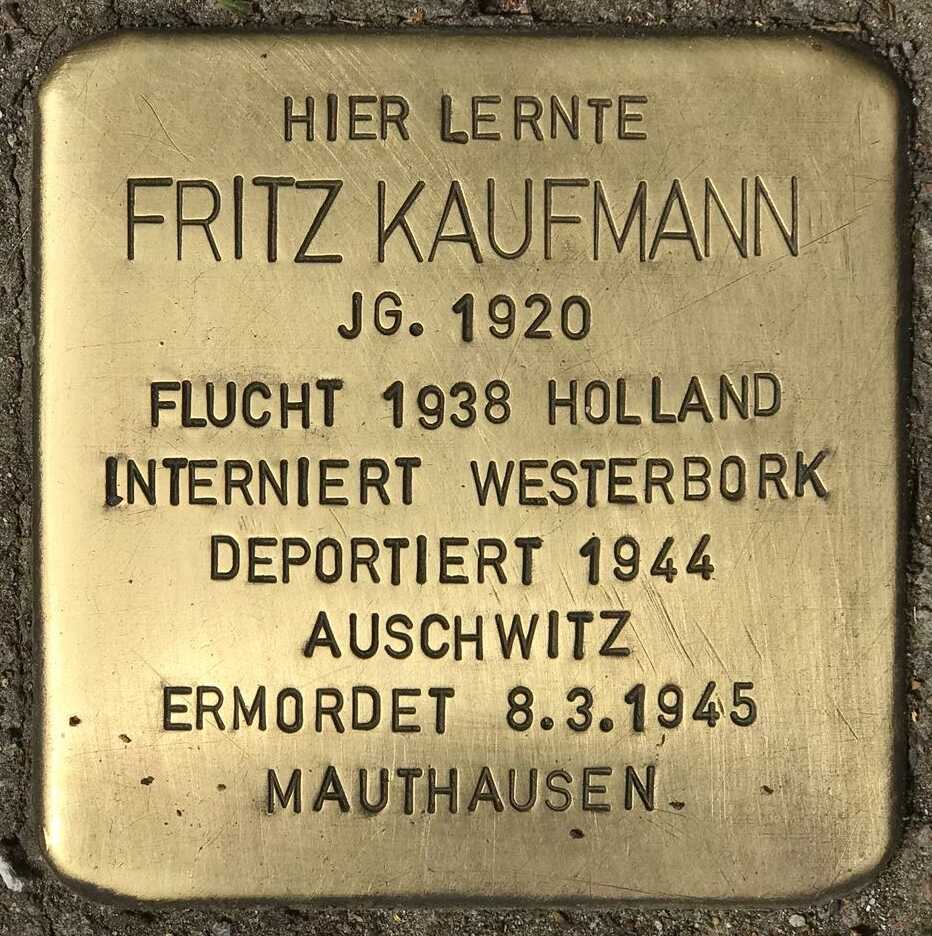 HIER LERNTE
FRITZ KAUFMANN
JG. 1920
FLUCHT 1938 HOLLAND
INTERNIERT WESTERBORK
DEPORTIERT 1944
AUSCHWITZ
ERMORDET 8.3.1945
MAUTHAUSEN